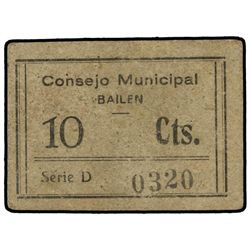 Consejo Municipal
BAILEN
10 Cts.
Serie D 0320